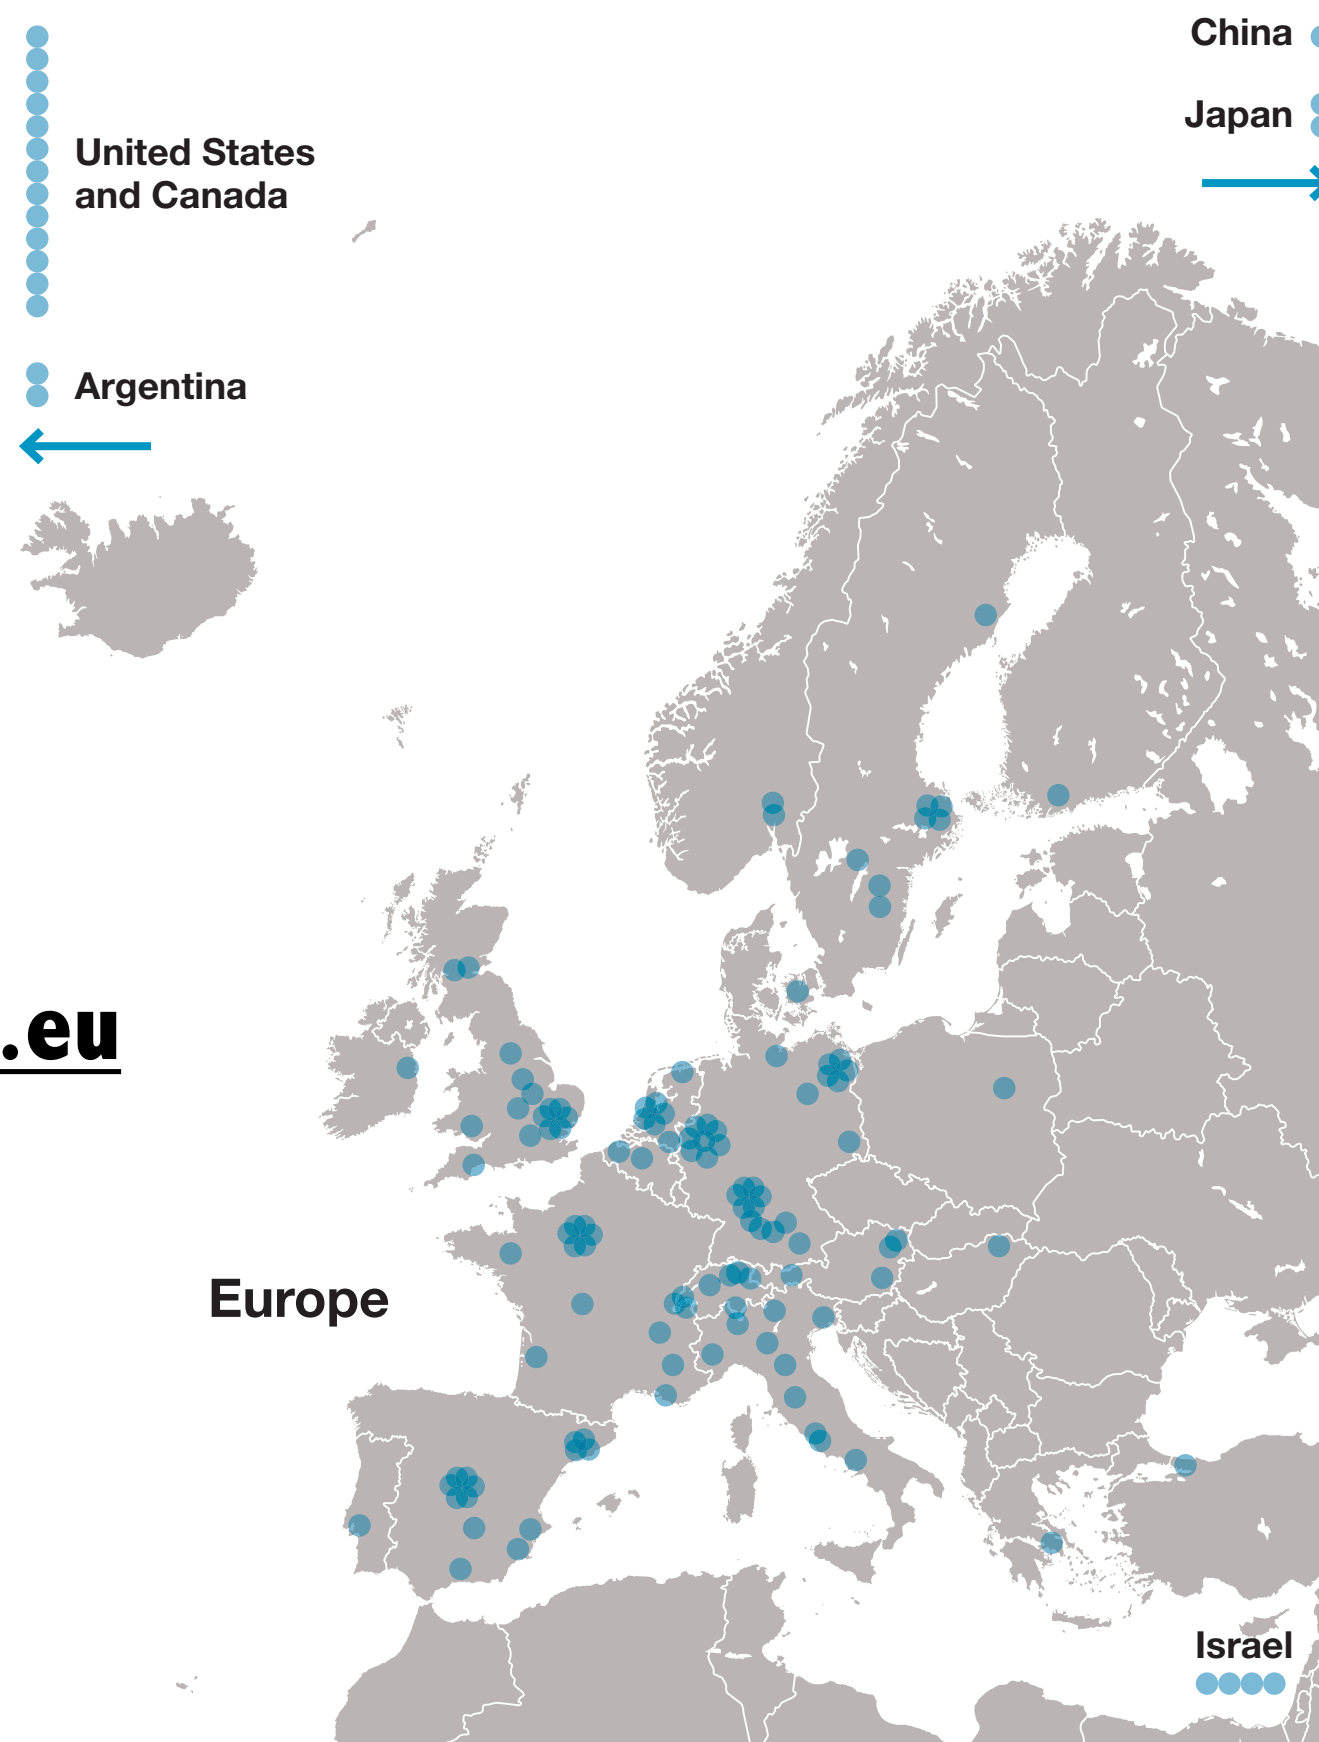 China
Japan
United States
and Canada
Argentina
.eu
Europe
Israel